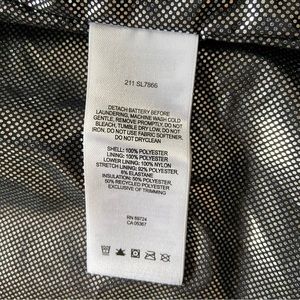 211 SL7866
DETACH BATTERY BEFORE
LAUNDERING, MACHINE WASH COLD
GENTLE, REMOVE PROMPTLY, DO NOT
BLEACH, TUMBLE DRY LOW, DO NOT
IRON, DO NOT USE FABRIC SOFTENER,
DO NOT DRYCLEAN
SHELL: 100% POLYESTER
LINING: 100% POLYESTER
LINING: 100% NYLON
STRETCH LINING: 92% POLYESTER
8% ELASTANE
INSULATION: 50% POLYESTER
50% RECYCLED POLYESTER
EXCLUSIVE OF TRIMMING
RN 69724
CA 05367